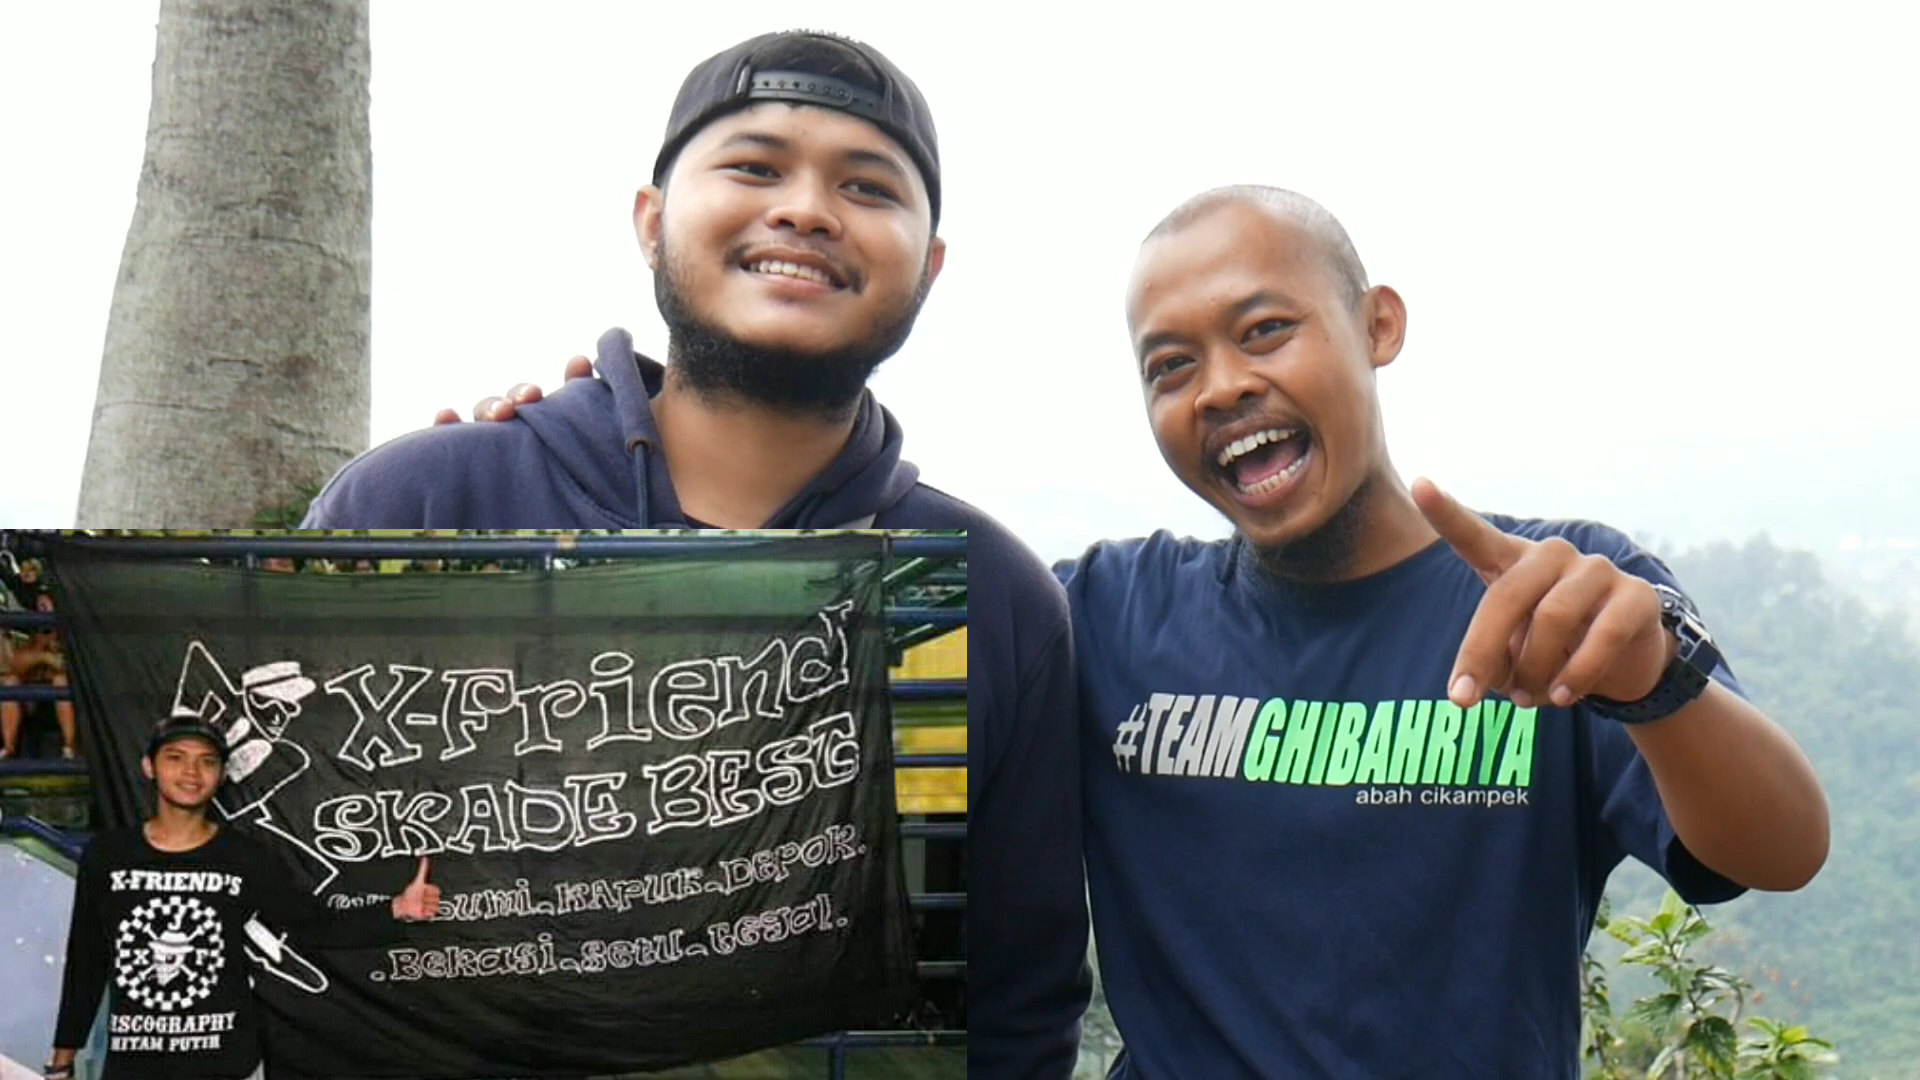 #TEAMGHIBAHRIYA
abah cikampek
X-Friend
SKADE BEST
KAPUK DEPOK.
.Bekasi setu tegal.
X-FRIEND'S
ISCOGRAPHY
HITAM PUTIH